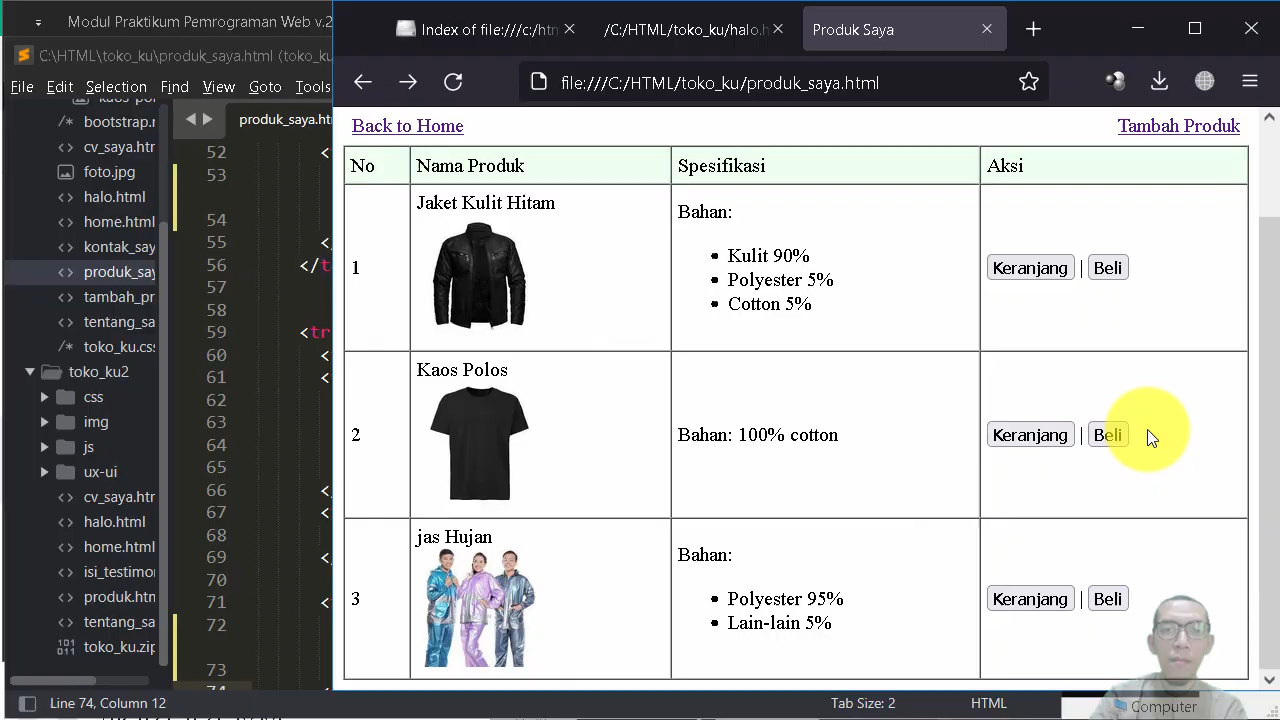 Modul Praktikum Pemrograman Web v.2
Index of file:///c:/htm
/C:/HTML/toko_ku/halo.h
Produk Saya
C:\HTML\toko_ku\produk_saya.html (toko_ku
File Edit Selection Find View Goto Tools
file:///C:/HTML/toko_ku/produk_saya.html
bootstrap.r
cv_saya.htr
foto.jpg
halo.html
home.html
kontak_say
produk_say
tambah_pr
tentang_sa
toko_ku.cs
toko_ku2
css
img
js
ux-ui
cv_saya.htr
halo.html
home.html
isi_testimo
produk.htm
tentang_sa
toko_ku.zip
produk_saya.htm
52 <
53
54 <
55 </
56 </t
57
58
59 <tr
60 <
61 <
62
63
64
65
66 </
67 <
68
69 </
70
71 <
72
73
74
Back to Home Tambah Produk
No Nama Produk Spesifikasi Aksi
1 Jaket Kulit Hitam
Bahan:
• Kulit 90%
• Polyester 5%
• Cotton 5%
Keranjang | Beli
2 Kaos Polos
Bahan: 100% cotton
Keranjang | Beli
3 jas Hujan
Bahan:
• Polyester 95%
• Lain-lain 5%
Keranjang | Beli
Line 74, Column 12 Tab Size: 2 HTML
Computer